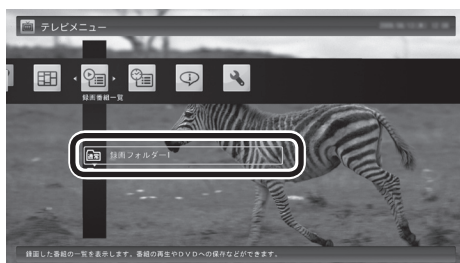 テレビメニュー
録画番組一覧
通常 録画フォルダー1
録画した番組の一覧を表示します。番組の再生やDVDへの保存などができます。